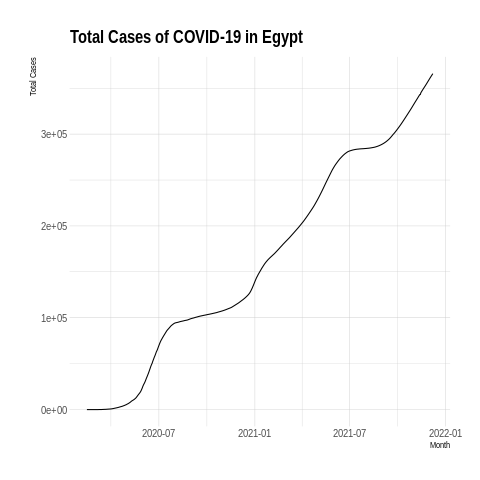 Total Cases of COVID-19 in Egypt
Total Cases
3e+05
2e+05
1e+05
0e+00
2020-07 2021-01 2021-07 2022-01
Month